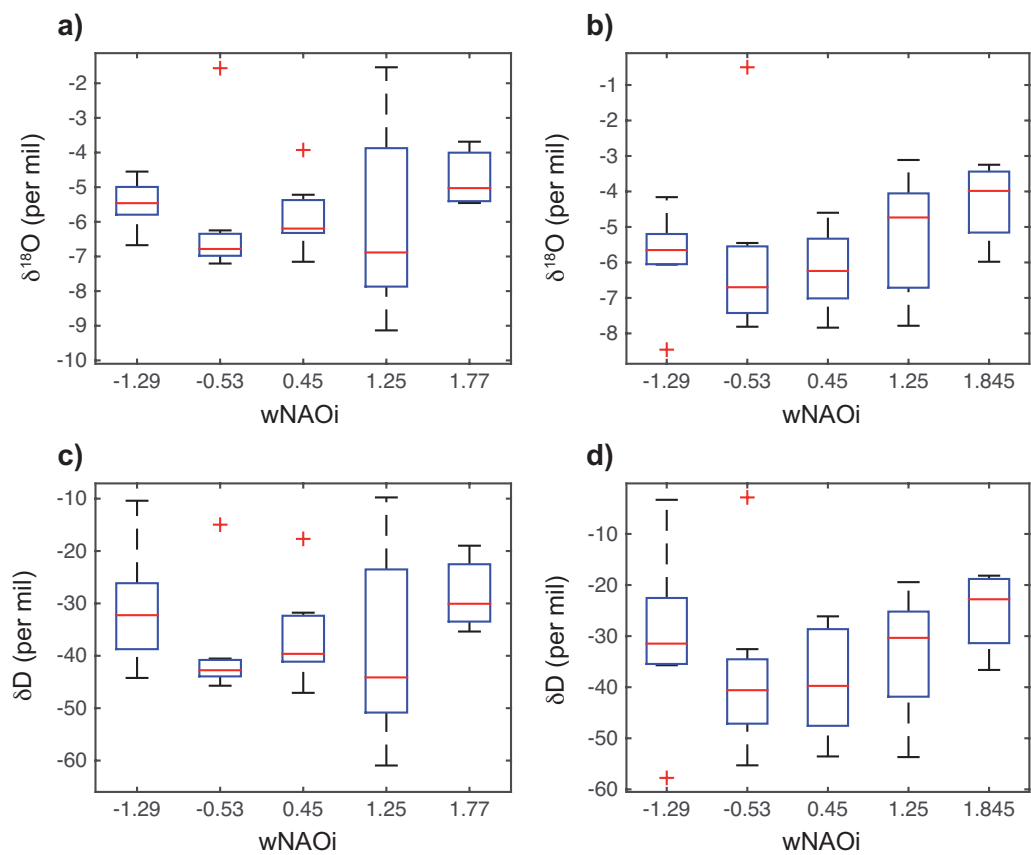 a)
δ¹⁸O (per mil)
-2
-3
-4
-5
-6
-7
-8
-9
-10
-1.29 -0.53 0.45 1.25 1.77
wNAOi
b)
δ¹⁸O (per mil)
-1
-2
-3
-4
-5
-6
-7
-8
-1.29 -0.53 0.45 1.25 1.845
wNAOi
c)
δD (per mil)
-10
-20
-30
-40
-50
-60
-1.29 -0.53 0.45 1.25 1.77
wNAOi
d)
δD (per mil)
-10
-20
-30
-40
-50
-60
-1.29 -0.53 0.45 1.25 1.845
wNAOi